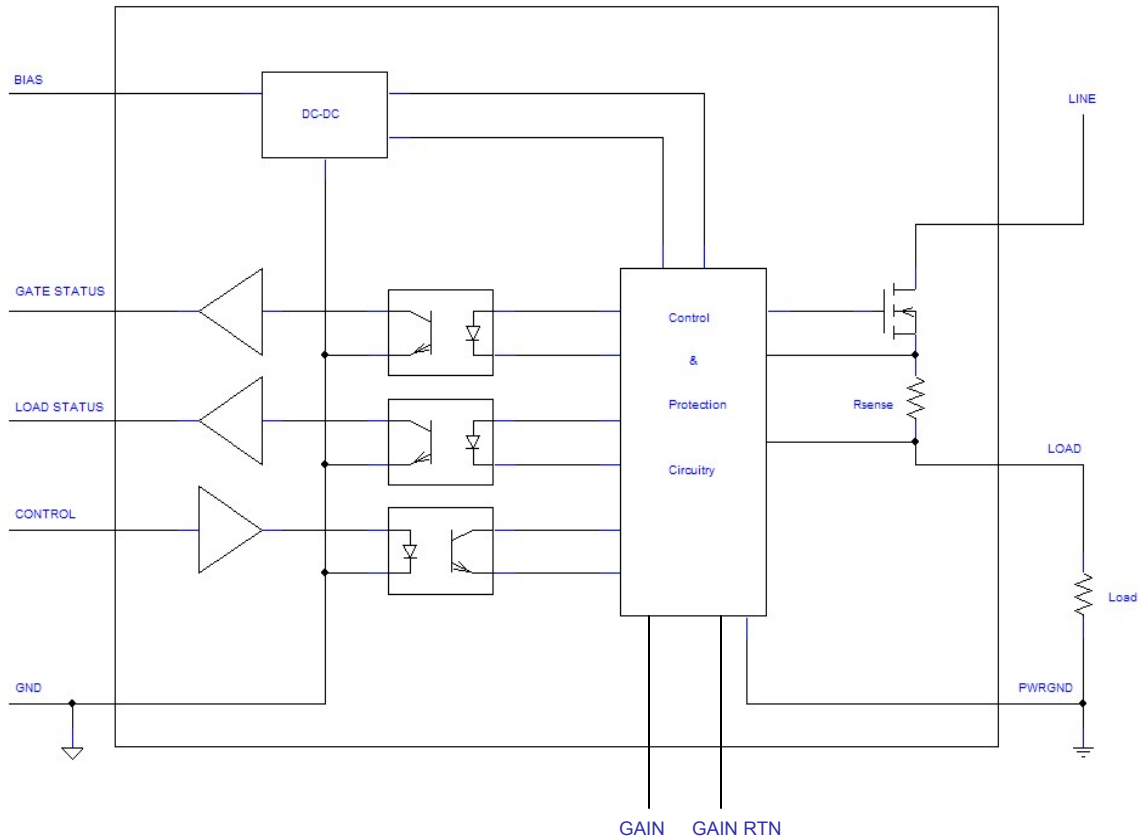 BIAS
DC-DC
LINE
GATE STATUS
LOAD STATUS
CONTROL
GND
Control
&
Protection
Circuitry
Rsense
LOAD
Load
PWRGND
GAIN
GAIN RTN